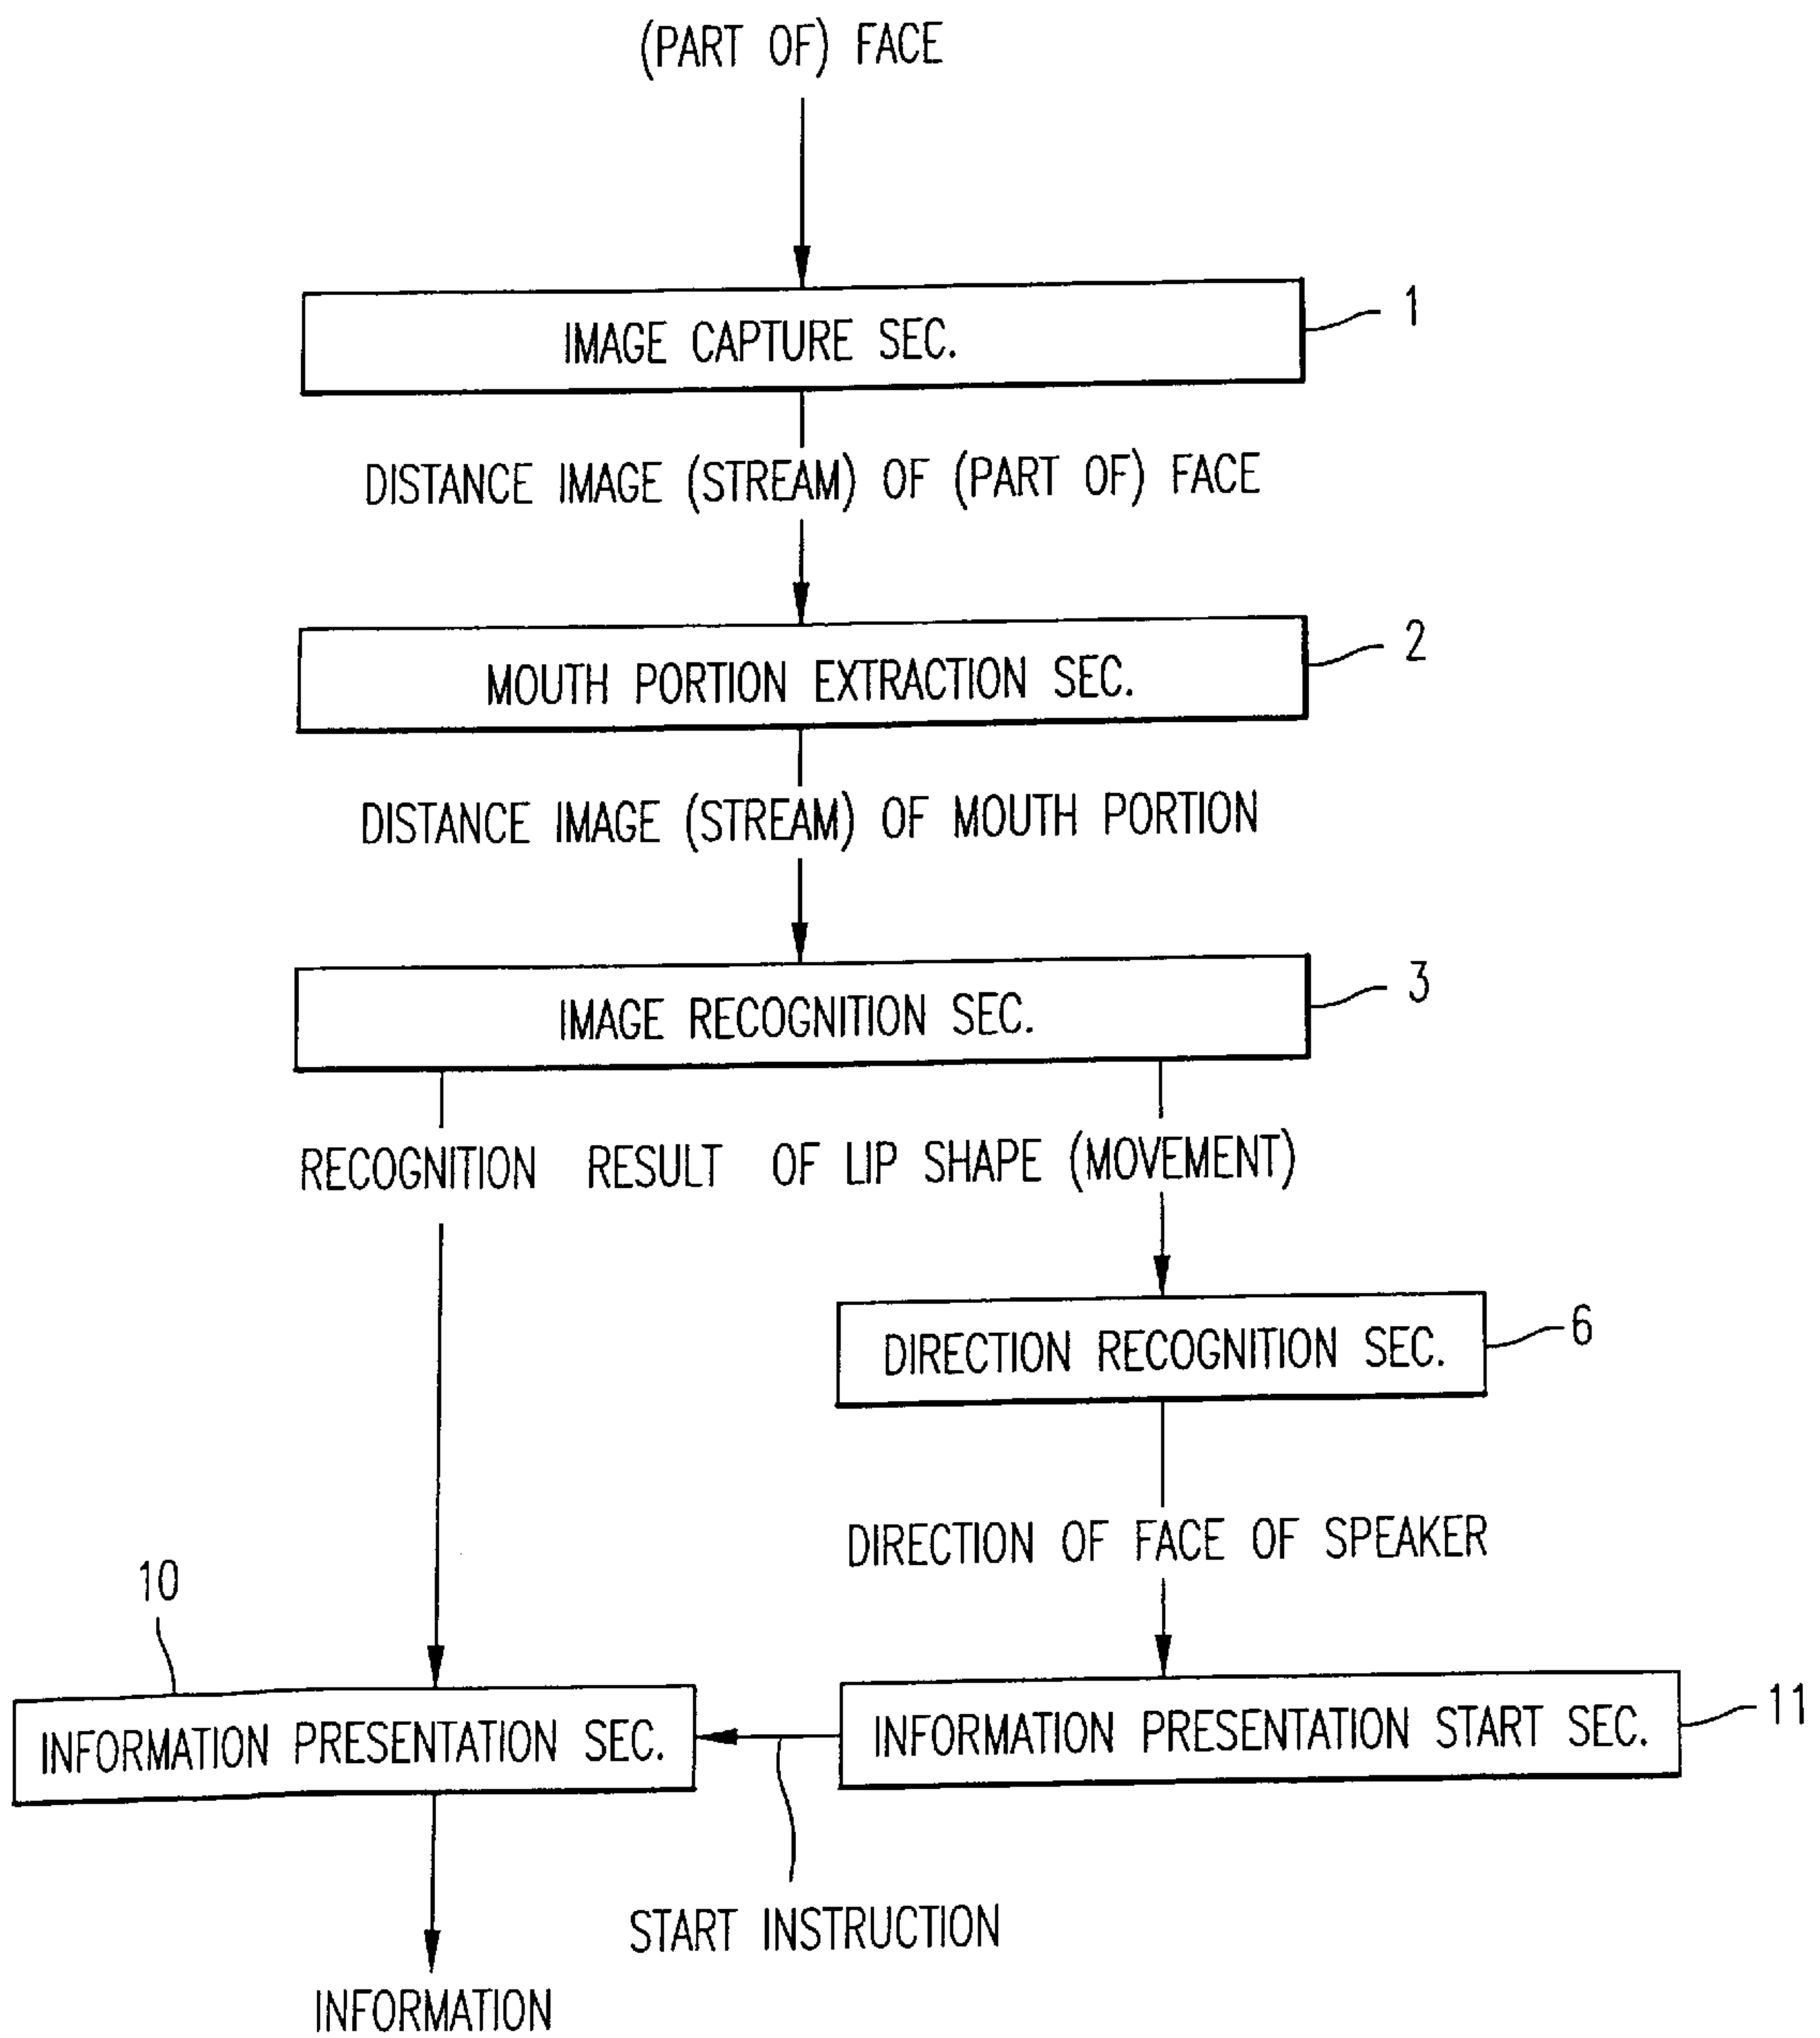 (PART OF) FACE
IMAGE CAPTURE SEC.
1
DISTANCE IMAGE (STREAM) OF (PART OF) FACE
MOUTH PORTION EXTRACTION SEC.
2
DISTANCE IMAGE (STREAM) OF MOUTH PORTION
IMAGE RECOGNITION SEC.
3
RECOGNITION RESULT OF LIP SHAPE (MOVEMENT)
DIRECTION RECOGNITION SEC.
6
DIRECTION OF FACE OF SPEAKER
10
INFORMATION PRESENTATION SEC.
INFORMATION PRESENTATION START SEC.
11
START INSTRUCTION
INFORMATION